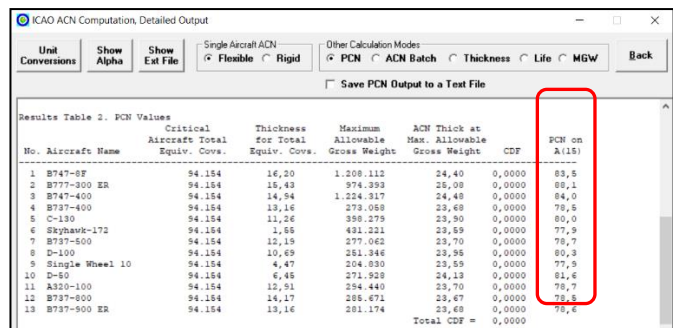 ICAO ACN Computation, Detailed Output
Unit Conversions
Show Alpha
Show Ext File
Single Aircraft ACN
Flexible Rigid
Other Calculation Modes
PCN ACN Batch Thickness Life MGW
Back
Save PCN Output to a Text File
Results Table 2. PCN Values
Critical Thickness Maximum ACN Thick at
Aircraft Total for Total Allowable Max. Allowable PCN on
No. Aircraft Name Equiv. Covs. Equiv. Covs. Gross Weight Gross Weight CDF A(15)
1 B747-8F 94.154 16,20 1.208.112 24,40 0,0000 83,5
2 B777-300 ER 94.154 15,43 974.393 25,08 0,0000 88,1
3 B747-400 94.154 14,94 1.224.317 24,48 0,0000 84,0
4 B737-400 94.154 13,16 273.058 23,68 0,0000 78,5
5 C-130 94.154 11,26 398.279 23,90 0,0000 80,0
6 Skyhawk-172 94.154 1,55 431.221 23,59 0,0000 77,9
7 B737-500 94.154 12,19 277.062 23,70 0,0000 78,7
8 D-100 94.154 10,69 251.346 23,95 0,0000 80,3
9 Single Wheel 10 94.154 4,47 204.830 23,59 0,0000 77,9
10 D-50 94.154 6,45 271.928 24,13 0,0000 81,6
11 A320-100 94.154 12,91 294.440 23,70 0,0000 78,7
12 B737-800 94.154 14,17 285.671 23,67 0,0000 78,5
13 B737-900 ER 94.154 13,16 281.174 23,68 0,0000 78,6
Total CDF = 0,0000